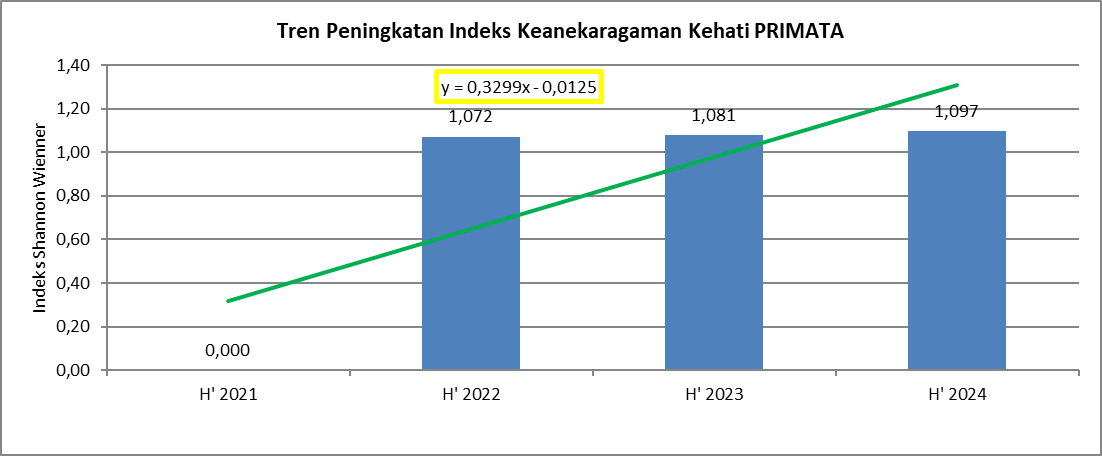 Tren Peningkatan Indeks Keanekaragaman Kehati PRIMATA
Indeks Shannon Wienner
1,40
1,20
1,00
0,80
0,60
0,40
0,20
0,00
y = 0,3299x - 0,0125
0,000
1,072
1,081
1,097
H' 2021
H' 2022
H' 2023
H' 2024